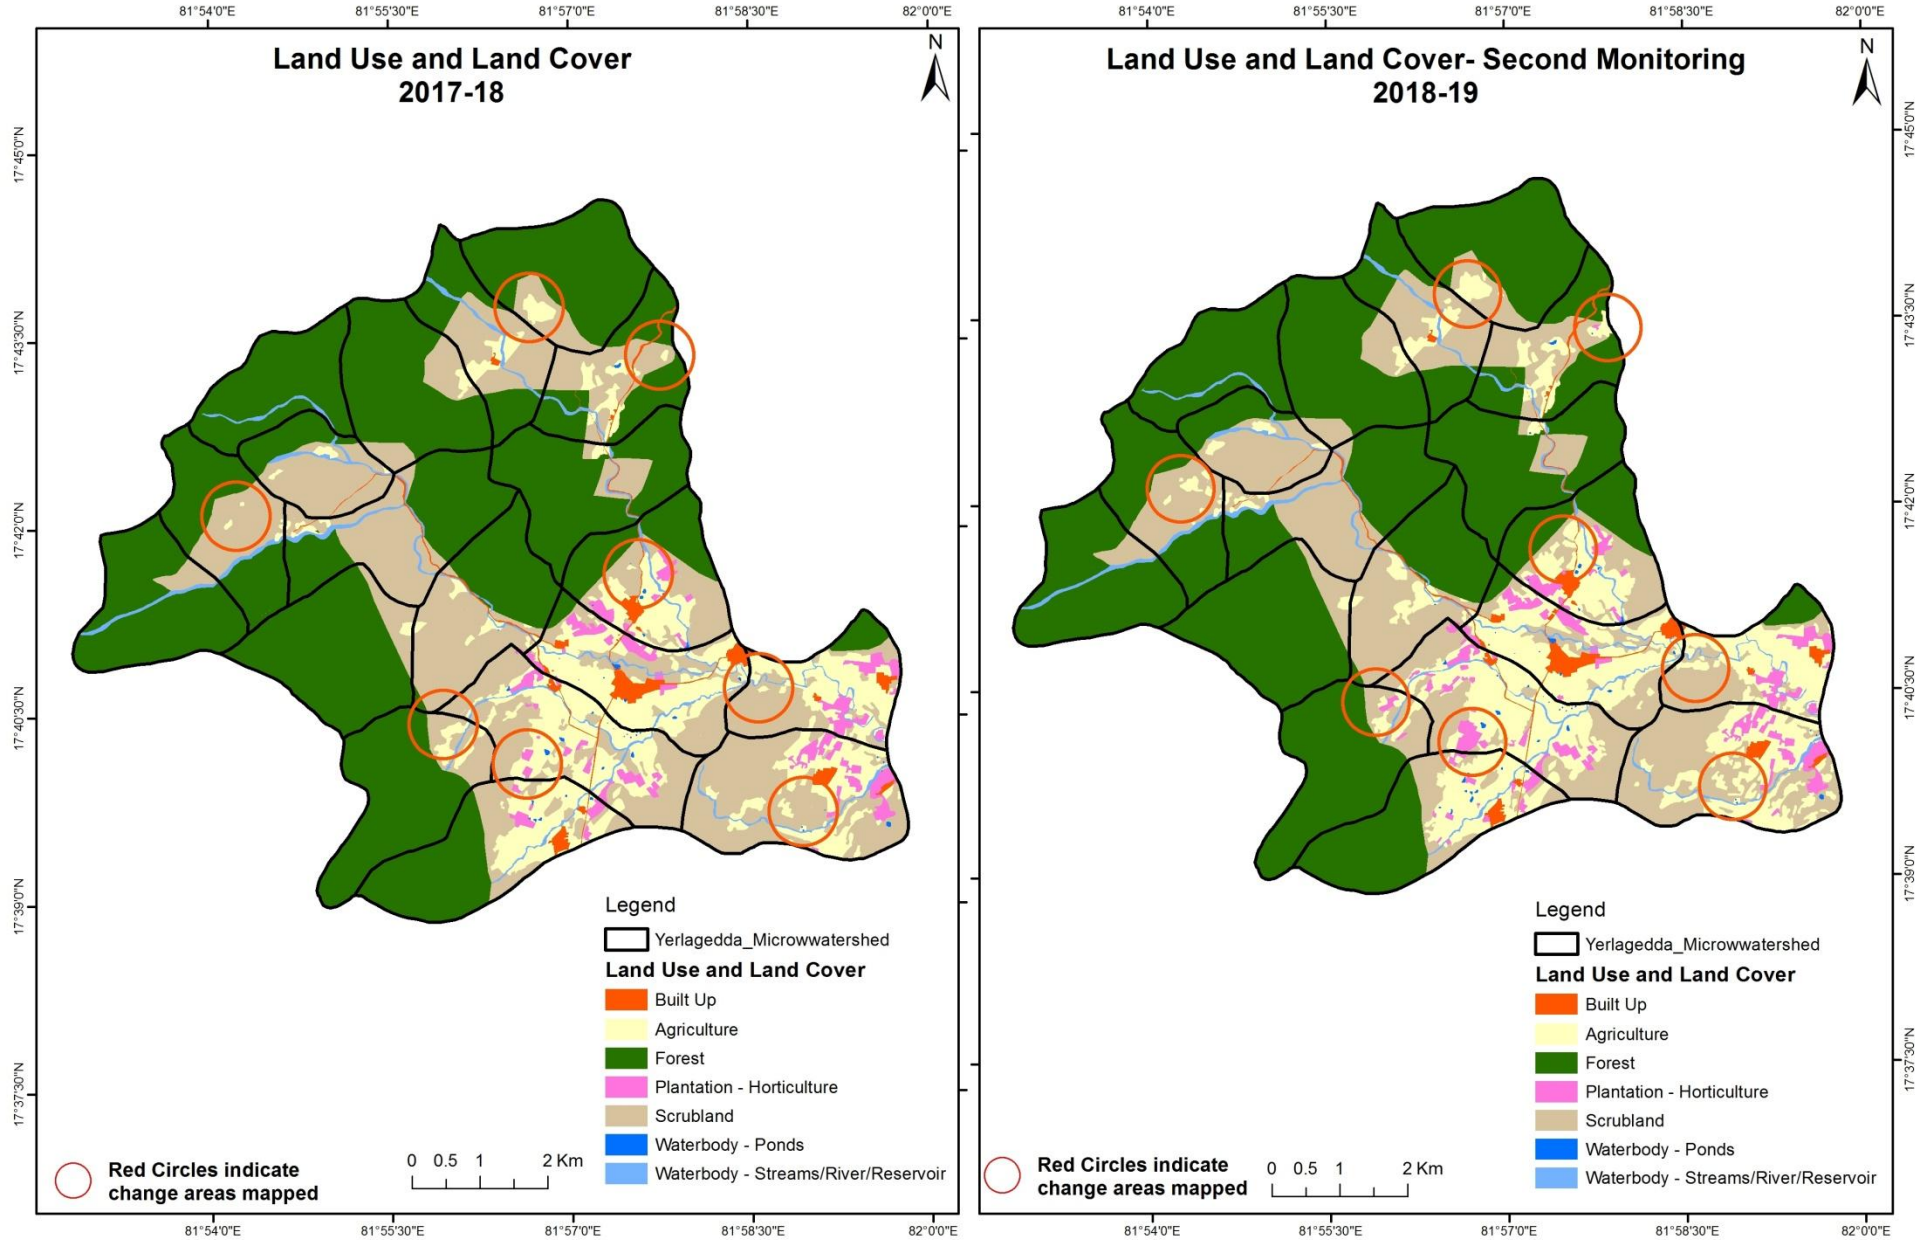 81°54'0"E 81°55'30"E 81°57'0"E 81°58'30"E 82°0'0"E
Land Use and Land Cover
2017-18
N
17°45'0"N
17°43'30"N
17°42'0"N
17°40'30"N
17°39'0"N
17°37'30"N
Legend
Yerlagedda_Microwwatershed
Land Use and Land Cover
Built Up
Agriculture
Forest
Plantation - Horticulture
Scrubland
Waterbody - Ponds
Waterbody - Streams/River/Reservoir
Red Circles indicate
change areas mapped
0 0.5 1 2 Km
81°54'0"E 81°55'30"E 81°57'0"E 81°58'30"E 82°0'0"E
81°54'0"E 81°55'30"E 81°57'0"E 81°58'30"E 82°0'0"E
Land Use and Land Cover- Second Monitoring
2018-19
N
17°45'0"N
17°43'30"N
17°42'0"N
17°40'30"N
17°39'0"N
17°37'30"N
Legend
Yerlagedda_Microwwatershed
Land Use and Land Cover
Built Up
Agriculture
Forest
Plantation - Horticulture
Scrubland
Waterbody - Ponds
Waterbody - Streams/River/Reservoir
Red Circles indicate
change areas mapped
0 0.5 1 2 Km
81°54'0"E 81°55'30"E 81°57'0"E 81°58'30"E 82°0'0"E